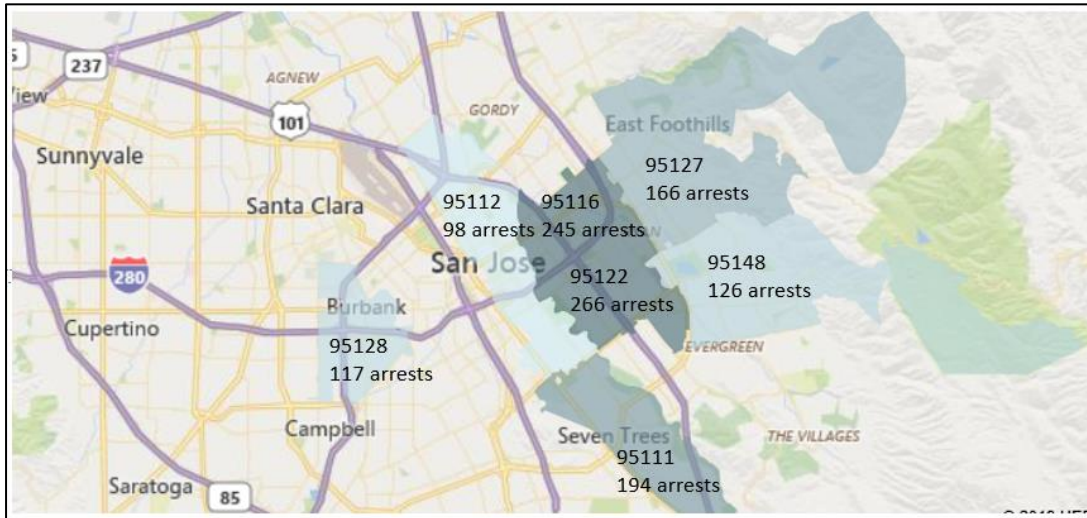 237
AGNEW
View
GORDY
101
East Foothills
Sunnyvale
95127
166 arrests
Santa Clara
95112
98 arrests
95116
245 arrests
San Jose
95148
126 arrests
280
95122
266 arrests
Burbank
Cupertino
95128
117 arrests
EVERGREEN
Campbell
Seven Trees
THE VILLAGES
95111
194 arrests
Saratoga
85